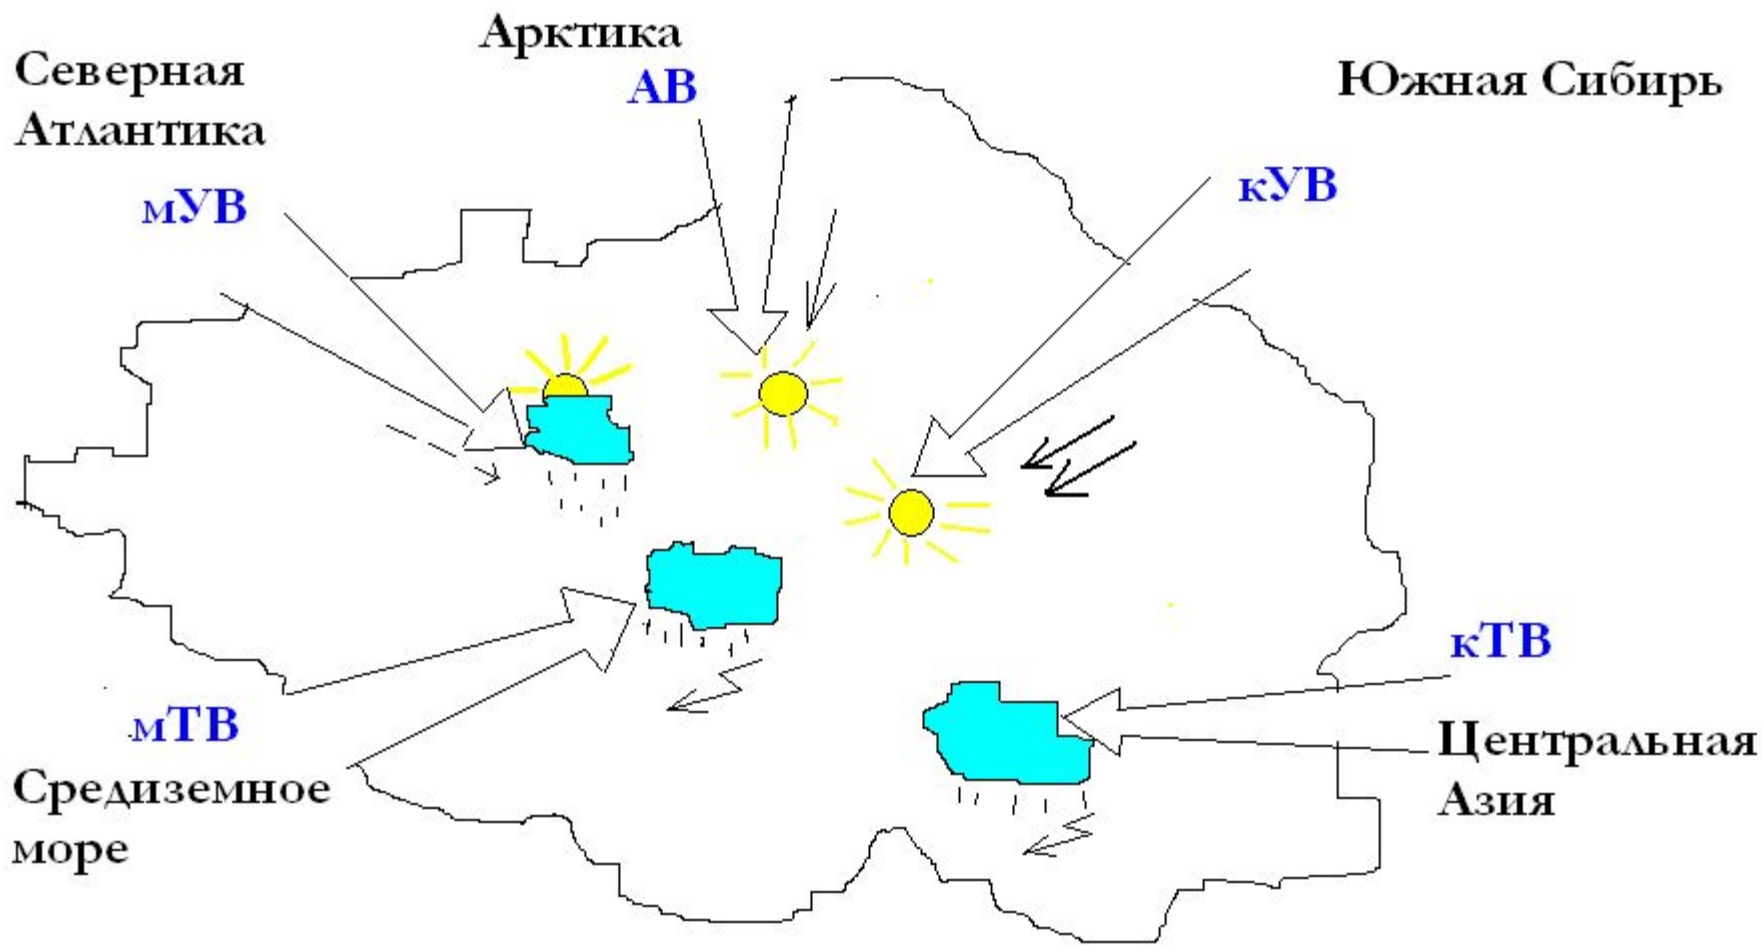 Арктика
АВ
Северная
Атлантика
мУВ
Южная Сибирь
кУВ
кТВ
Центральная
Азия
мТВ
Средиземное
море